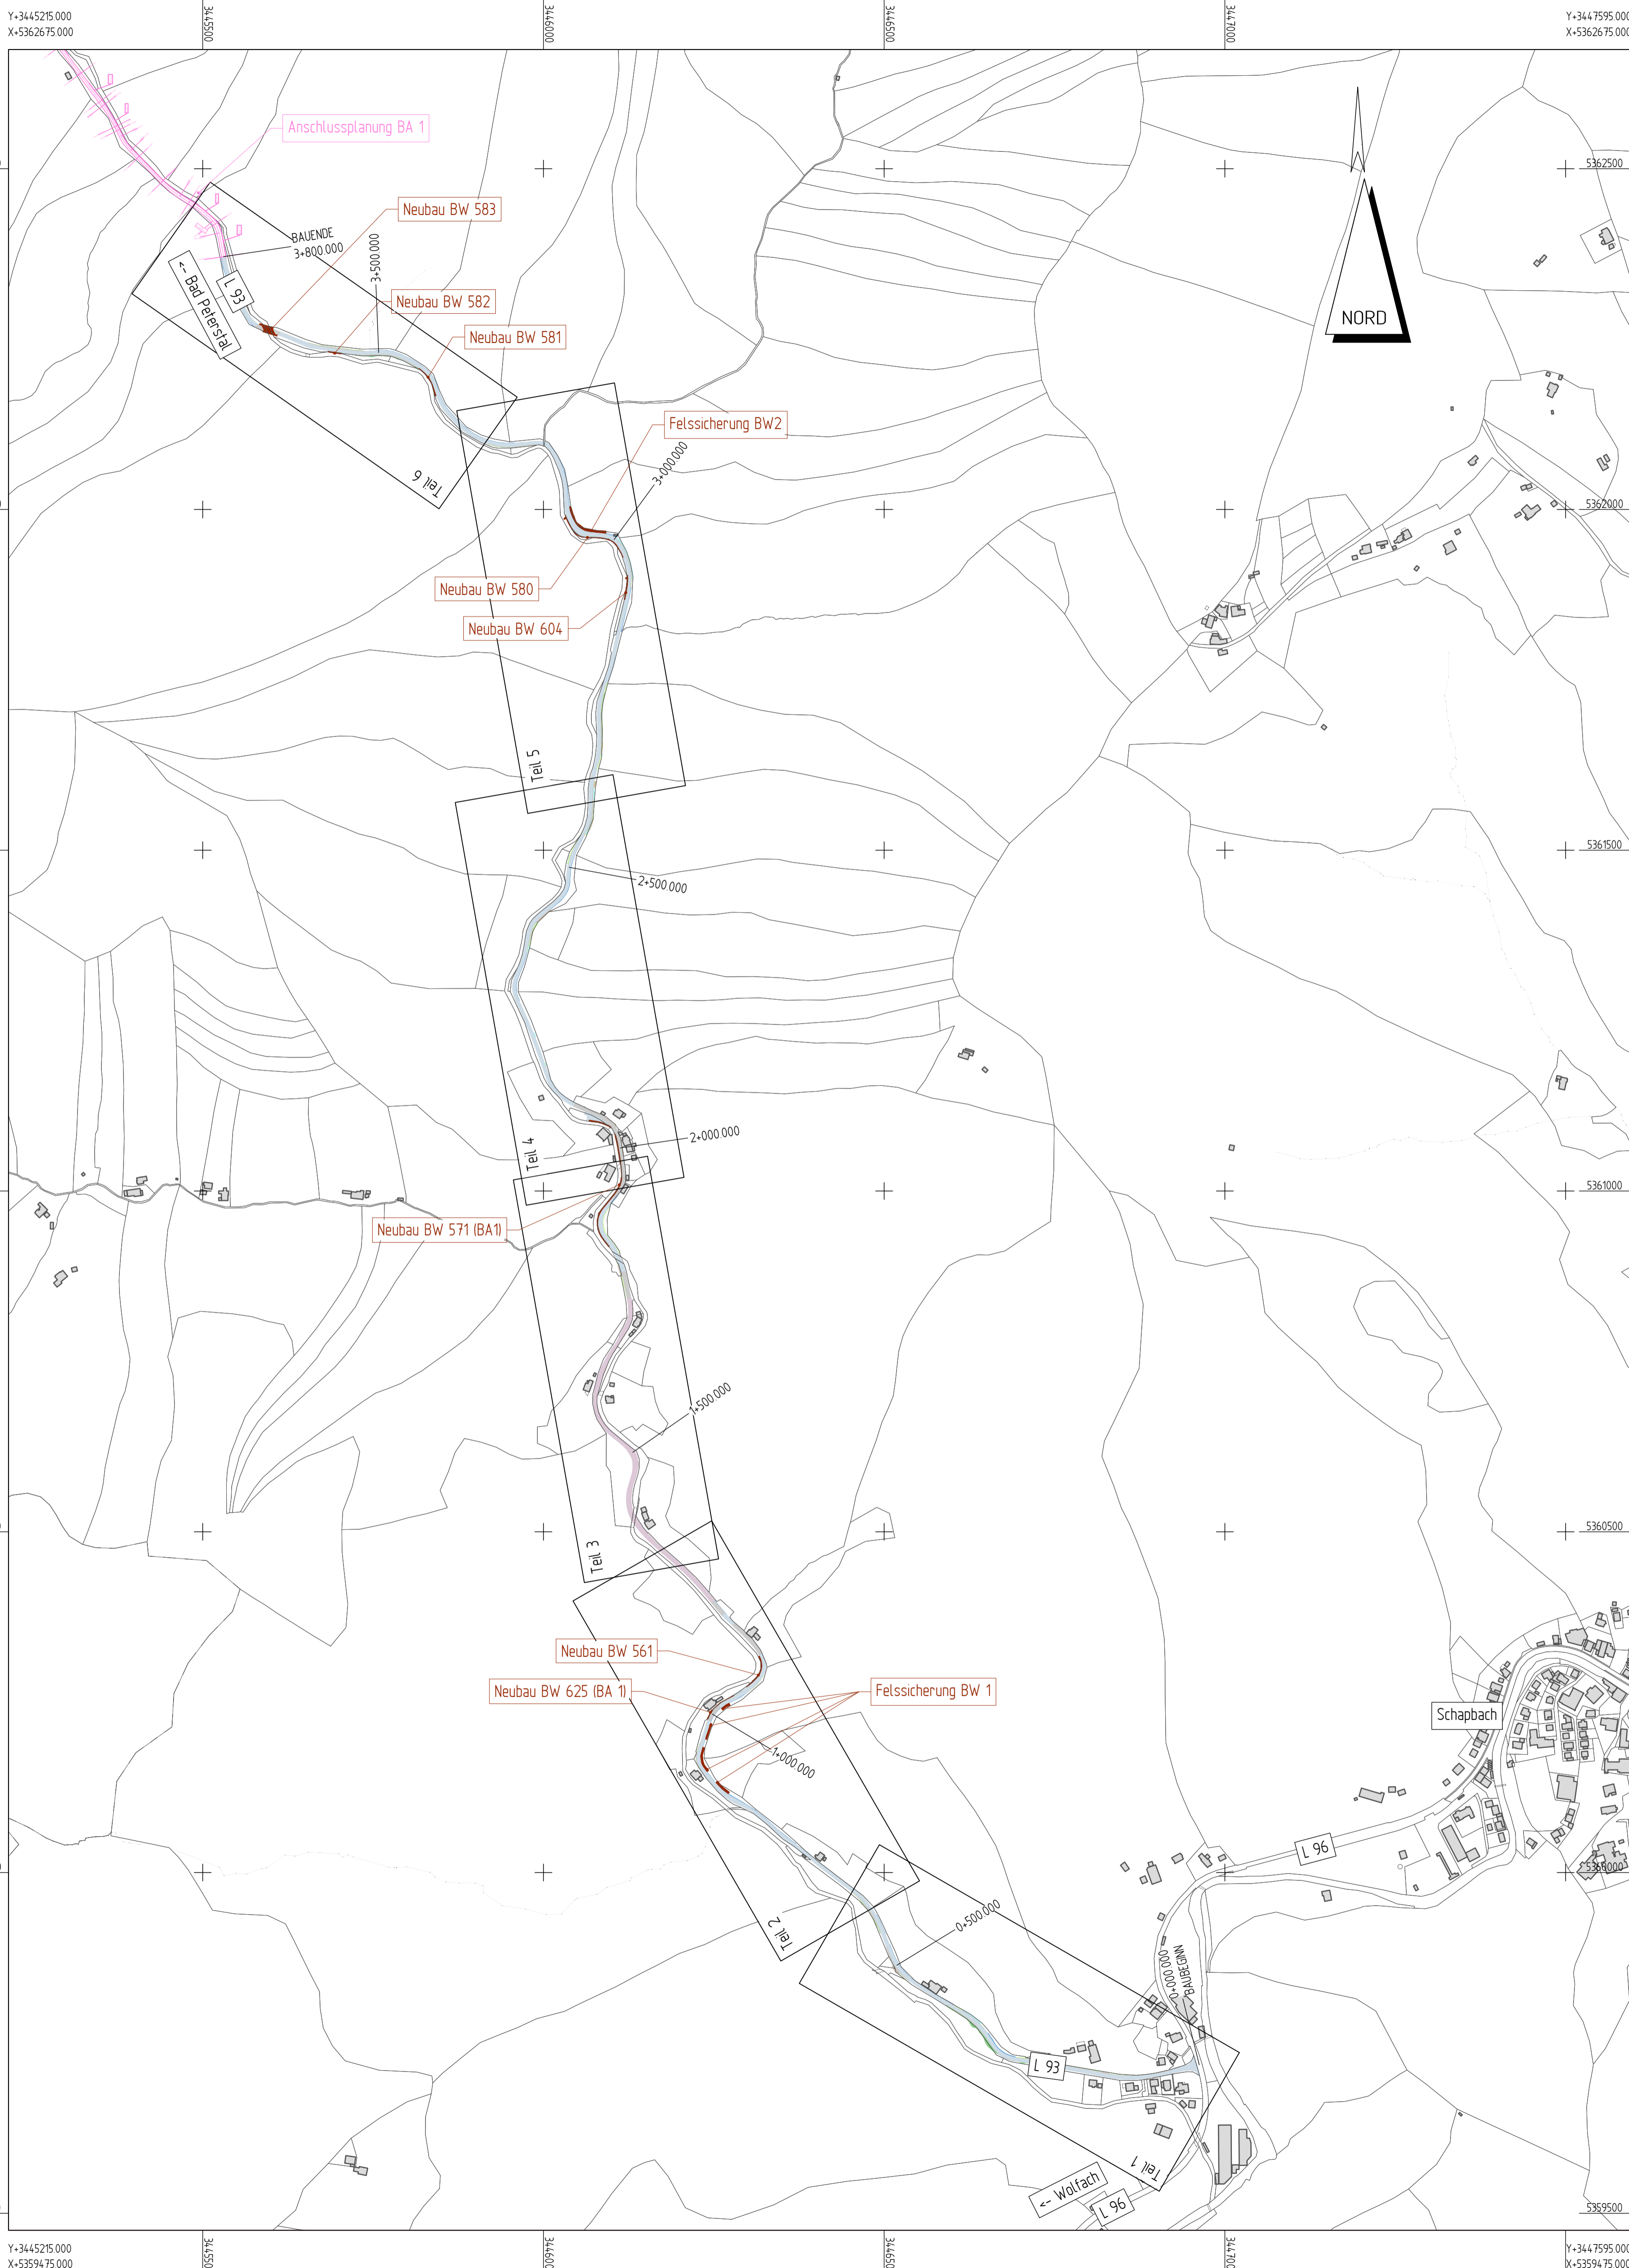 Y+3445215.000
X+5362675.000
3445500
3446000
3446500
3447000
Y+3447595.000
X+5362675.000
Anschlussplanung BA 1
5362500
Neubau BW 583
BAUENDE
3+800.000
3+500.000
<- Bad Peterstal
L 93
Neubau BW 582
Neubau BW 581
NORD
Felssicherung BW2
3+000.000
Teil 6
5362000
Neubau BW 580
Neubau BW 604
Teil 5
5361500
2+500.000
2+000.000
Teil 4
5361000
Neubau BW 571 (BA1)
1+500.000
5360500
Teil 3
Neubau BW 561
Neubau BW 625 (BA 1)
Felssicherung BW 1
Schapbach
1+000.000
L 96
5360000
Teil 2
0+500.000
0+000.000
BAUBEGINN
L 93
Teil 1
<- Wolfach
L 96
5359500
Y+3445215.000
X+5359475.000
Y+3447595.000
X+5359475.000